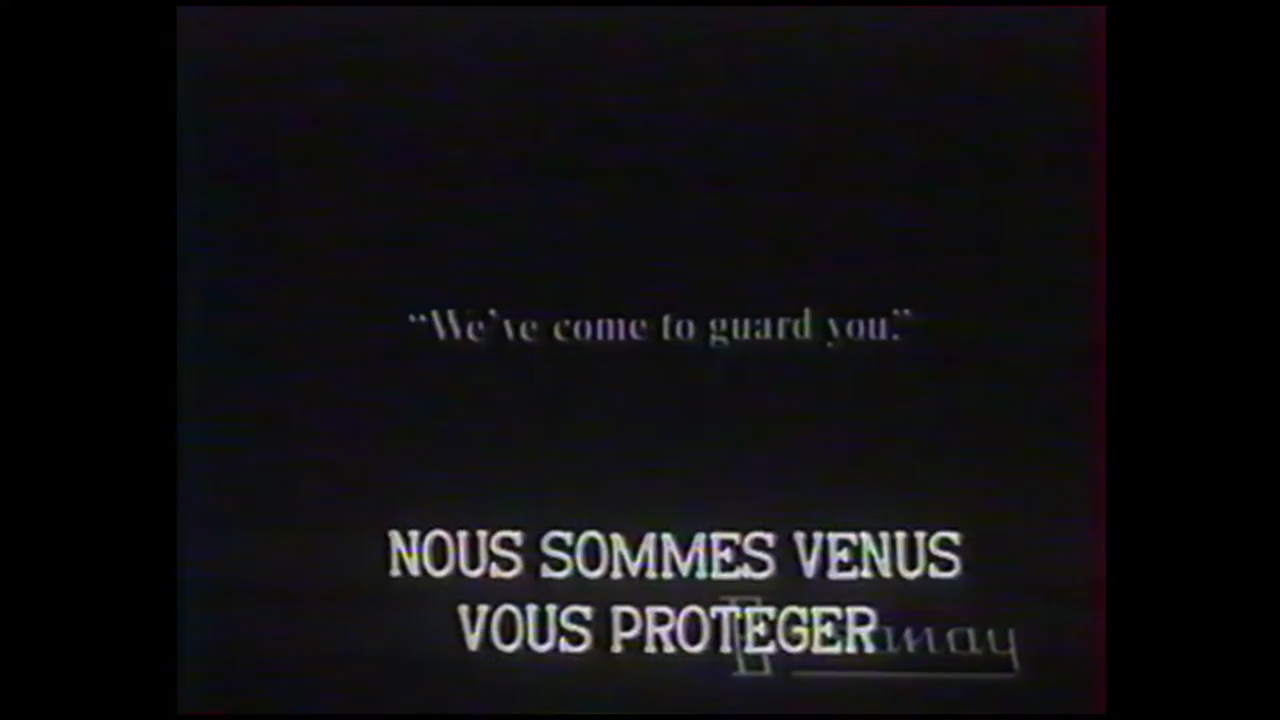 “We’ve come to guard you.”
NOUS SOMMES VENUS
VOUS PROTEGER